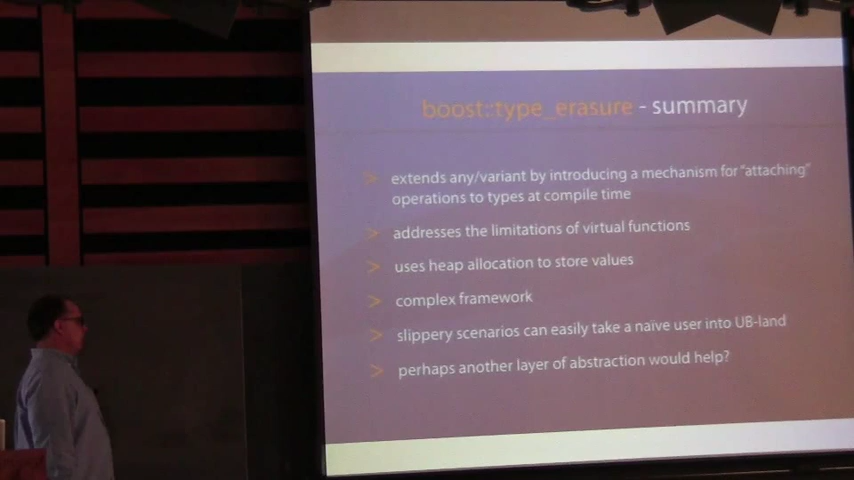 boost::type_erasure - summary
> extends any/variant by introducing a mechanism for "attaching"
operations to types at compile time
> addresses the limitations of virtual functions
> uses heap allocation to store values
> complex framework
> slippery scenarios can easily take a naïve user into UB-land
> perhaps another layer of abstraction would help?